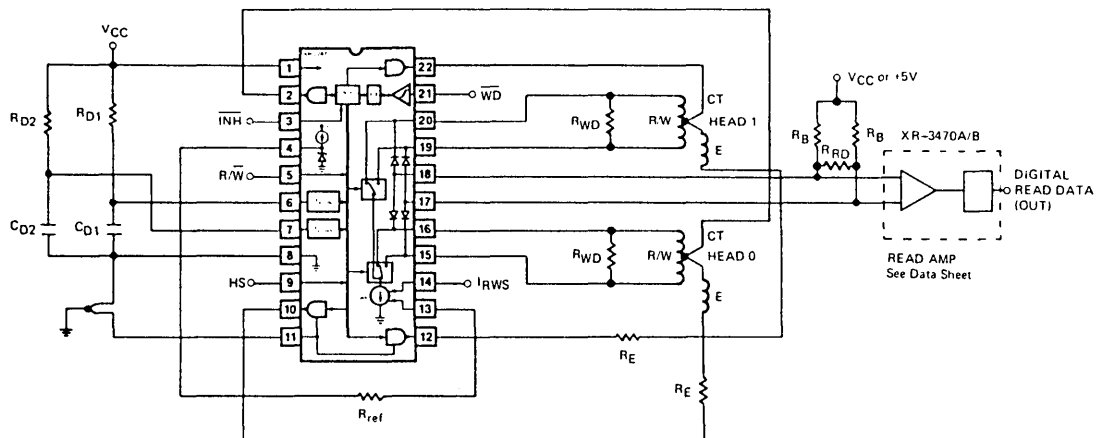 VCC
RD2
RD1
CD2
CD1
1
2
INH
3
4
R/W
5
6
7
8
HS
9
10
11
22
21
WD
20
19
18
17
16
15
14
IRWS
13
12
Rref
RWD
R/W
CT
HEAD 1
E
RWD
R/W
CT
HEAD 0
E
RE
RE
VCC or +5V
RB
RB
RRD
XR-3470A/B
DIGITAL
READ DATA
(OUT)
READ AMP
See Data Sheet